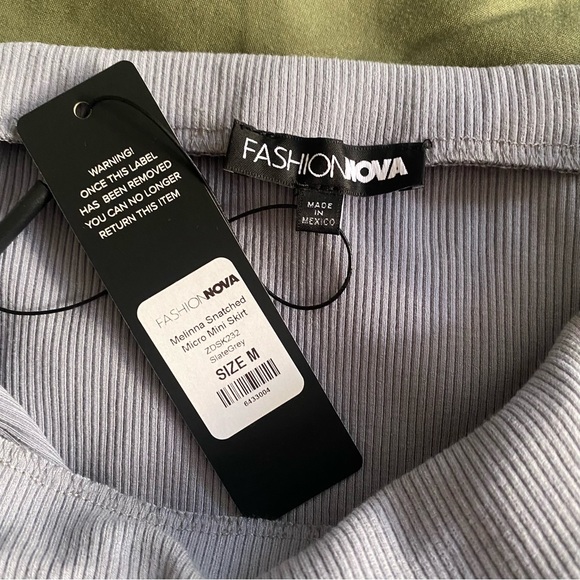 WARNING!
ONCE THIS LABEL
HAS BEEN REMOVED
YOU CAN NO LONGER
RETURN THIS ITEM
FASHIONNOVA
Melinna Snatched
Micro Mini Skirt
ZDSK232
SlateGrey
SIZE M
6433004
FASHIONNOVA
MADE
IN
MEXICO